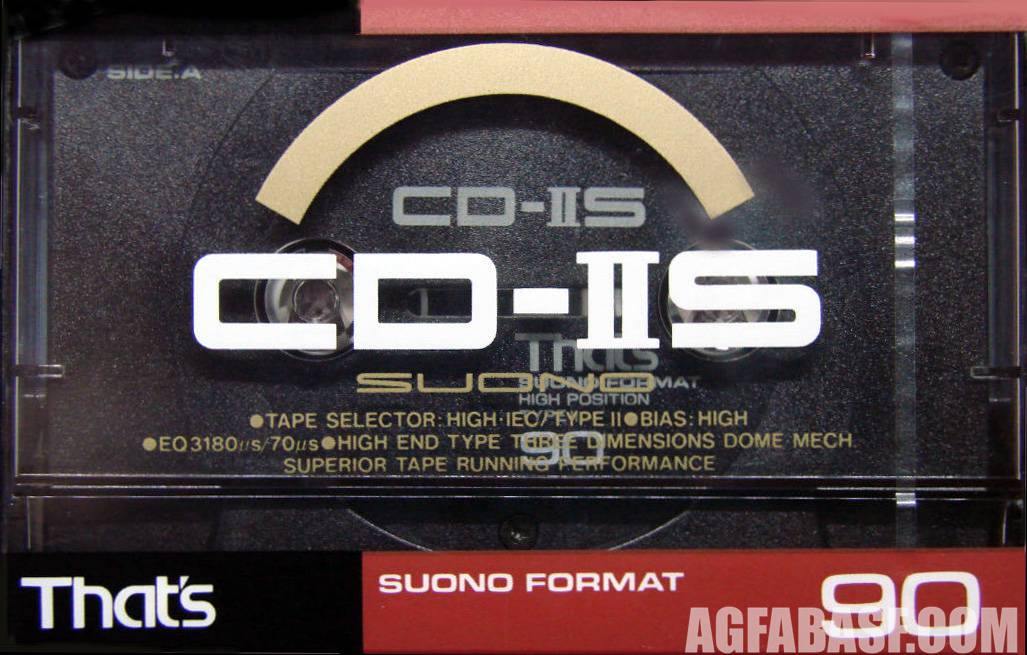 SIDE.A
CD-IIS
CD-IIS
That's
SUONO
SUONO FORMAT
HIGH POSITION
●TAPE SELECTOR: HIGH·IEC/TYPE II●BIAS: HIGH
●EQ3180μs/70μs●HIGH END TYPE THREE DIMENSIONS DOME MECH.
90
SUPERIOR TAPE RUNNING PERFORMANCE
That's
SUONO FORMAT
90
AGFABASF.COM